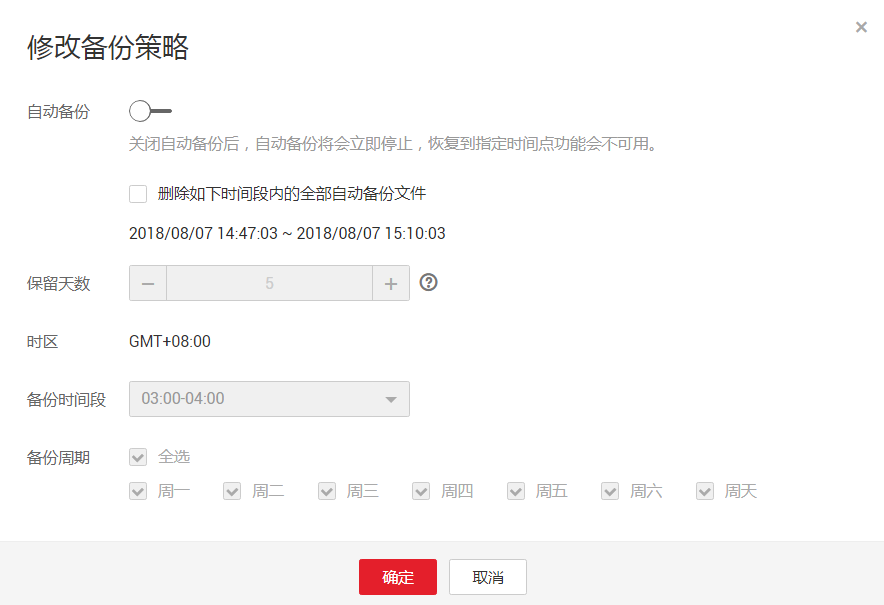 修改备份策略
自动备份
关闭自动备份后，自动备份将会立即停止，恢复到指定时间点功能会不可用。
删除如下时间段内的全部自动备份文件
2018/08/07 14:47:03 ~ 2018/08/07 15:10:03
保留天数 − 5 + ?
时区 GMT+08:00
备份时间段 03:00-04:00
备份周期 全选
周一 周二 周三 周四 周五 周六 周天
确定 取消